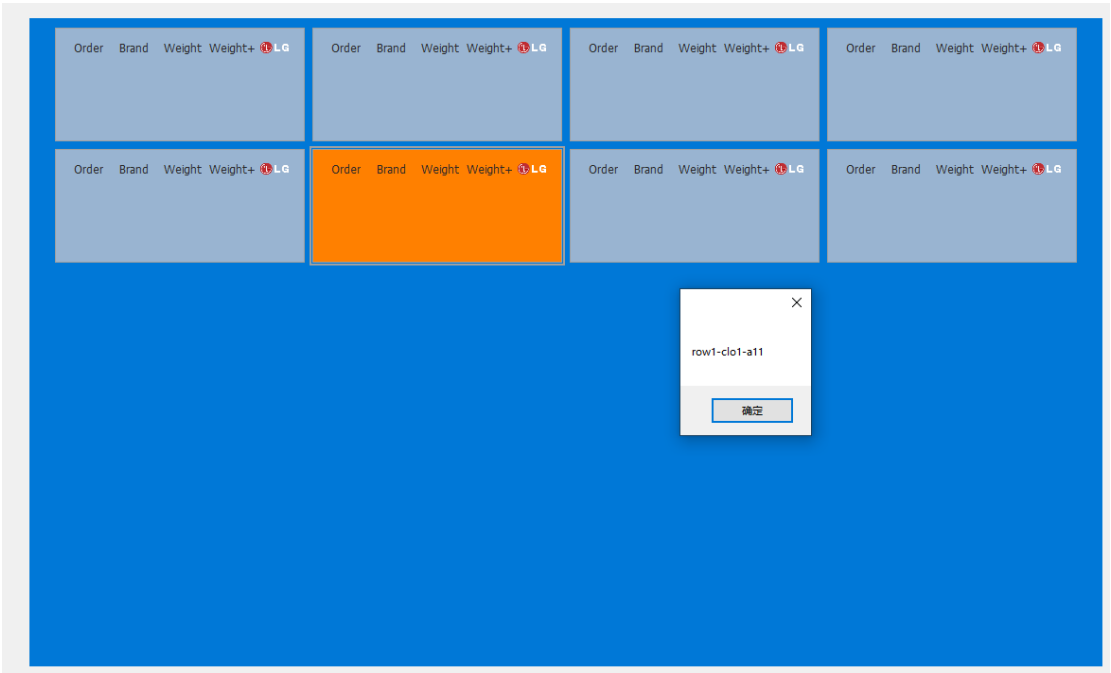 Order Brand Weight Weight+ LG Order Brand Weight Weight+ LG Order Brand Weight Weight+ LG Order Brand Weight Weight+ LG
Order Brand Weight Weight+ LG Order Brand Weight Weight+ LG Order Brand Weight Weight+ LG Order Brand Weight Weight+ LG
row1-clo1-a11
确定